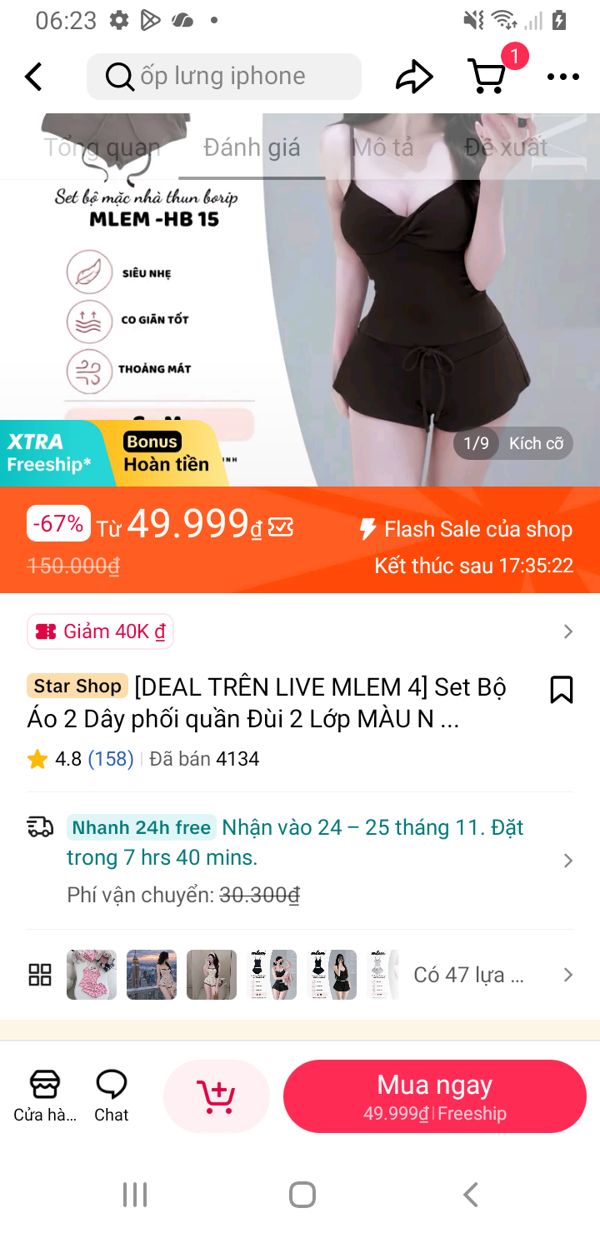 06:23
ốp lưng iphone
1
Tổng quan Đánh giá Mô tả Đề xuất
Set bộ mặc nhà thun borip
MLEM -HB 15
SIÊU NHẸ
CO GIÃN TỐT
THOÁNG MÁT
XTRA
Freeship*
Bonus
Hoàn tiền
1/9 Kích cỡ
-67% Từ 49.999₫
150.000₫
Flash Sale của shop
Kết thúc sau 17:35:22
Giảm 40K ₫
Star Shop [DEAL TRÊN LIVE MLEM 4] Set Bộ
Áo 2 Dây phối quần Đùi 2 Lớp MÀU N ...
4.8 (158) Đã bán 4134
Nhanh 24h free Nhận vào 24 – 25 tháng 11. Đặt
trong 7 hrs 40 mins.
Phí vận chuyển: 30.300₫
Có 47 lựa ...
Cửa hà... Chat
Mua ngay
49.999₫ | Freeship